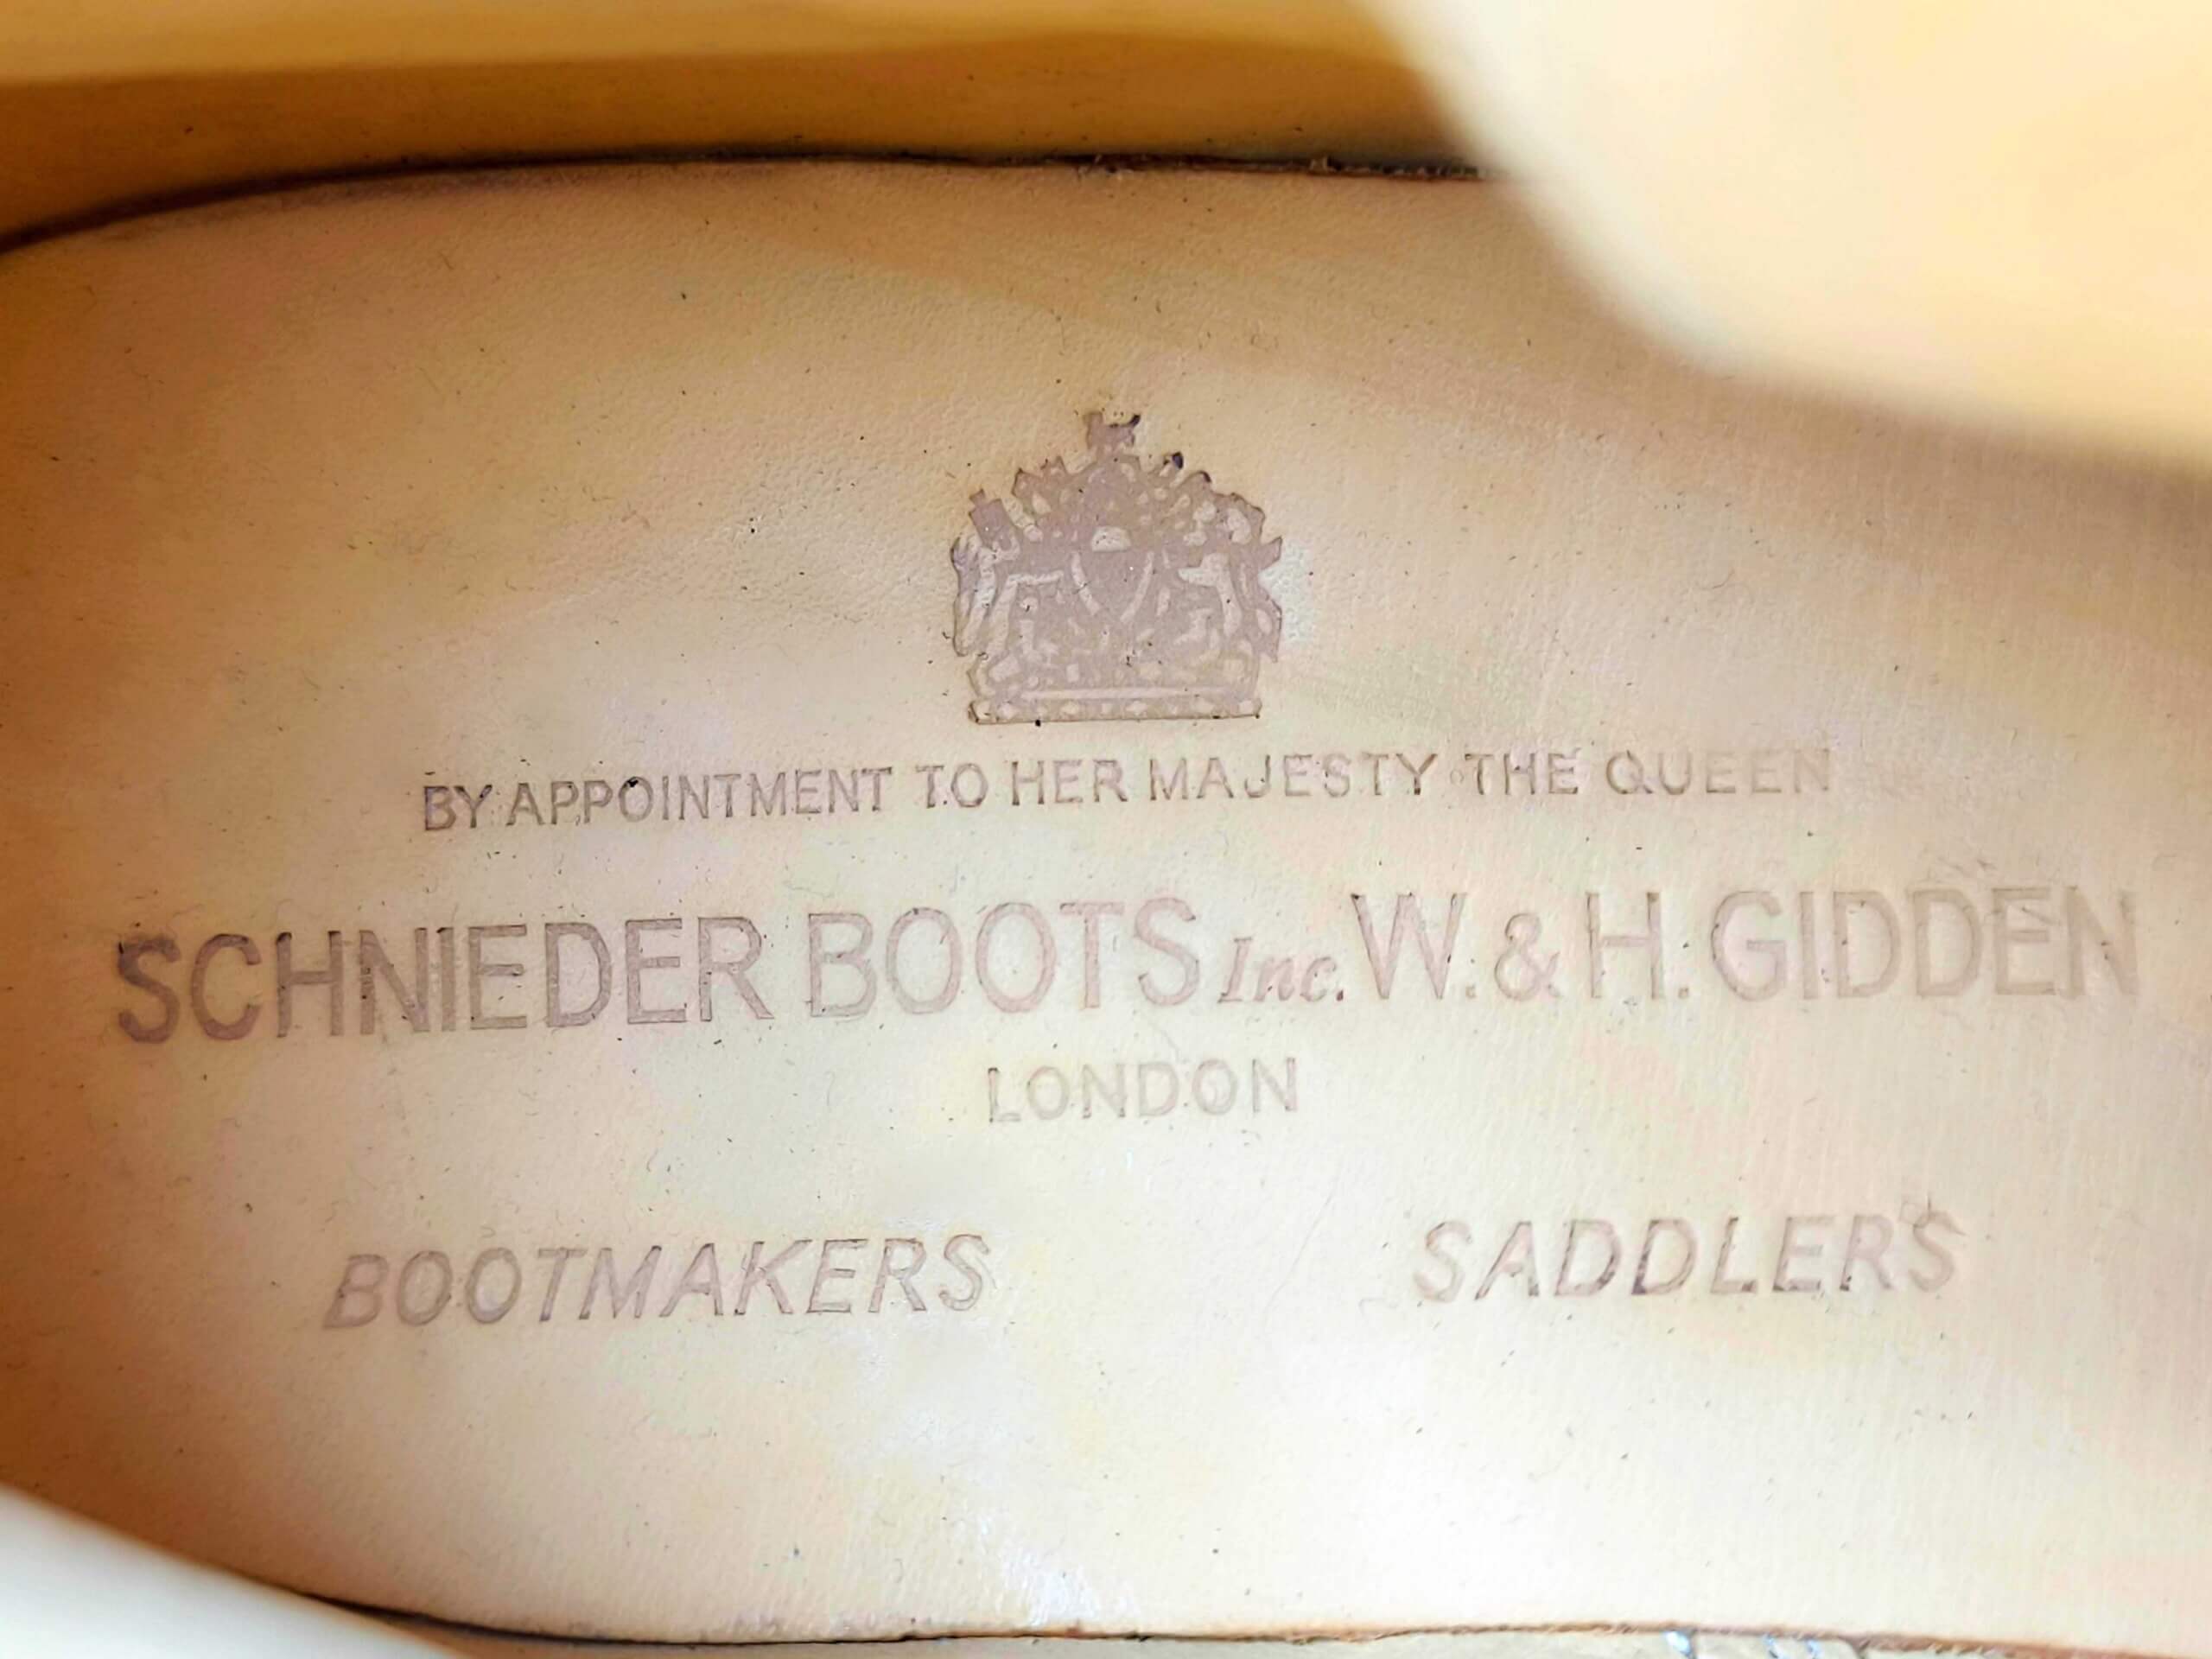 BY APPOINTMENT TO HER MAJESTY THE QUEEN
SCHNIEDER BOOTS Inc. W. & H. GIDDEN
LONDON
BOOTMAKERS SADDLERS